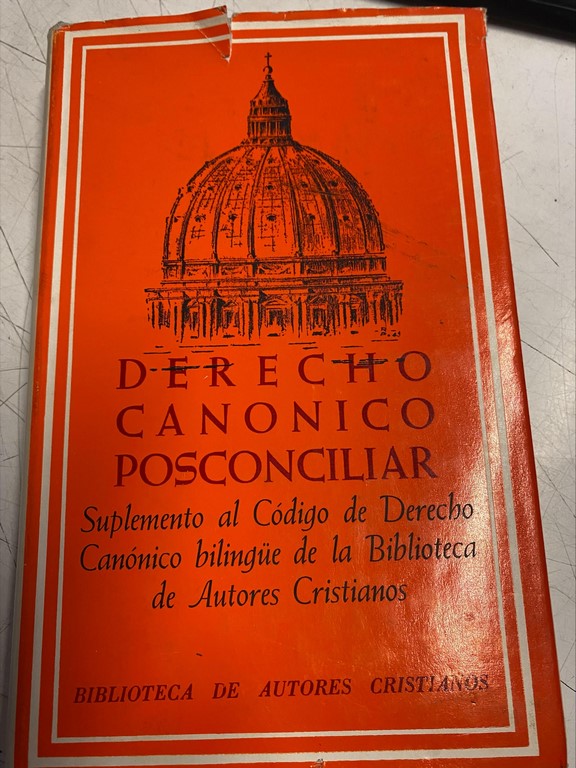 DERECHO
CANONICO
POSCONCILIAR
Suplemento al Código de Derecho
Canónico bilingüe de la Biblioteca
de Autores Cristianos
BIBLIOTECA DE AUTORES CRISTIANOS